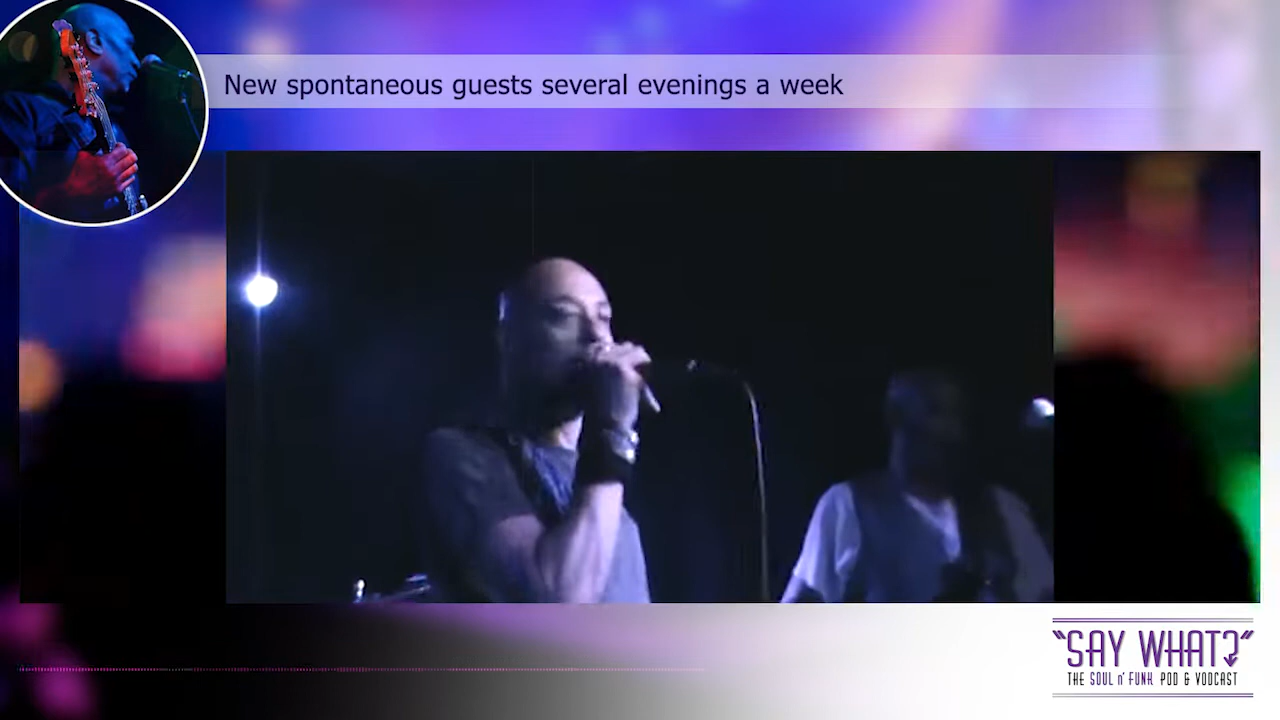 New spontaneous guests several evenings a week
"SAY WHAT?"
THE SOUL n' FUNK POD & VODCAST